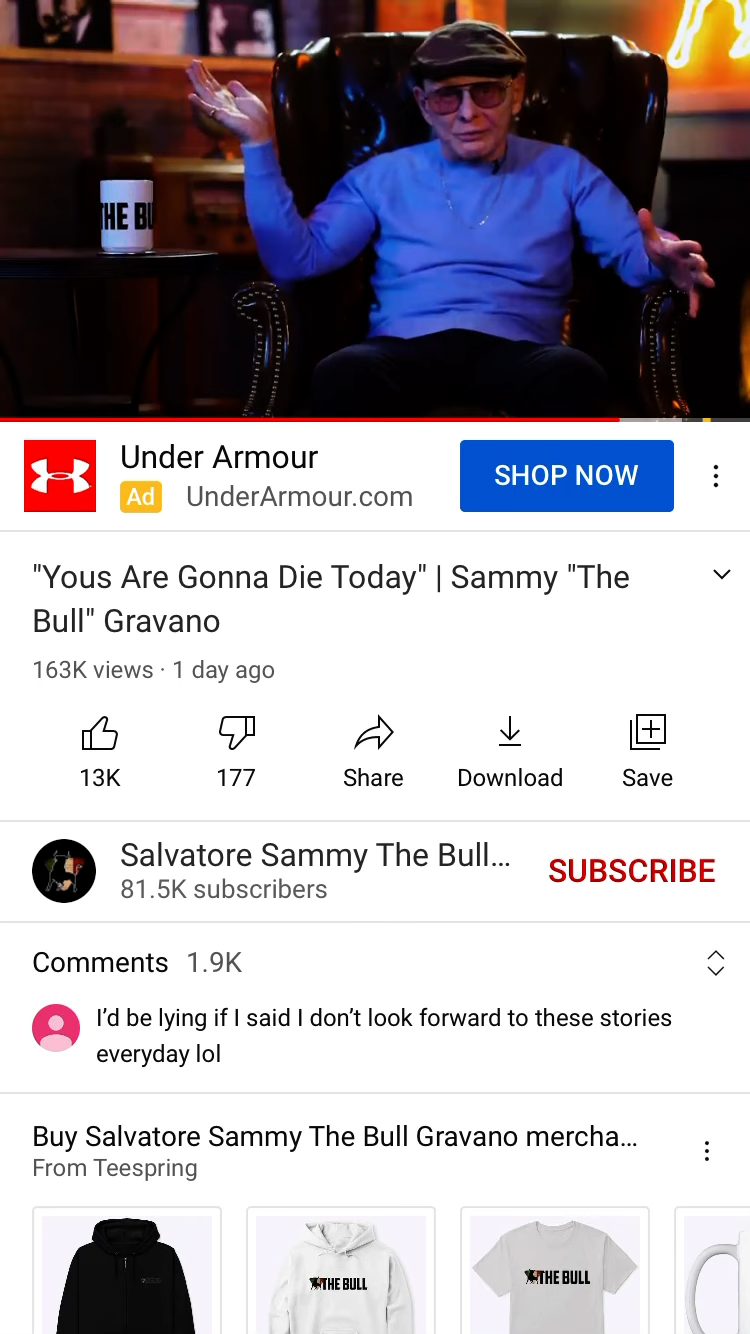 THE BU
Under Armour
Ad UnderArmour.com
SHOP NOW
"Yous Are Gonna Die Today" | Sammy "The
Bull" Gravano
163K views · 1 day ago
13K 177 Share Download Save
Salvatore Sammy The Bull...
81.5K subscribers
SUBSCRIBE
Comments 1.9K
I'd be lying if I said I don't look forward to these stories
everyday lol
Buy Salvatore Sammy The Bull Gravano mercha...
From Teespring
THE BULL
THE BULL